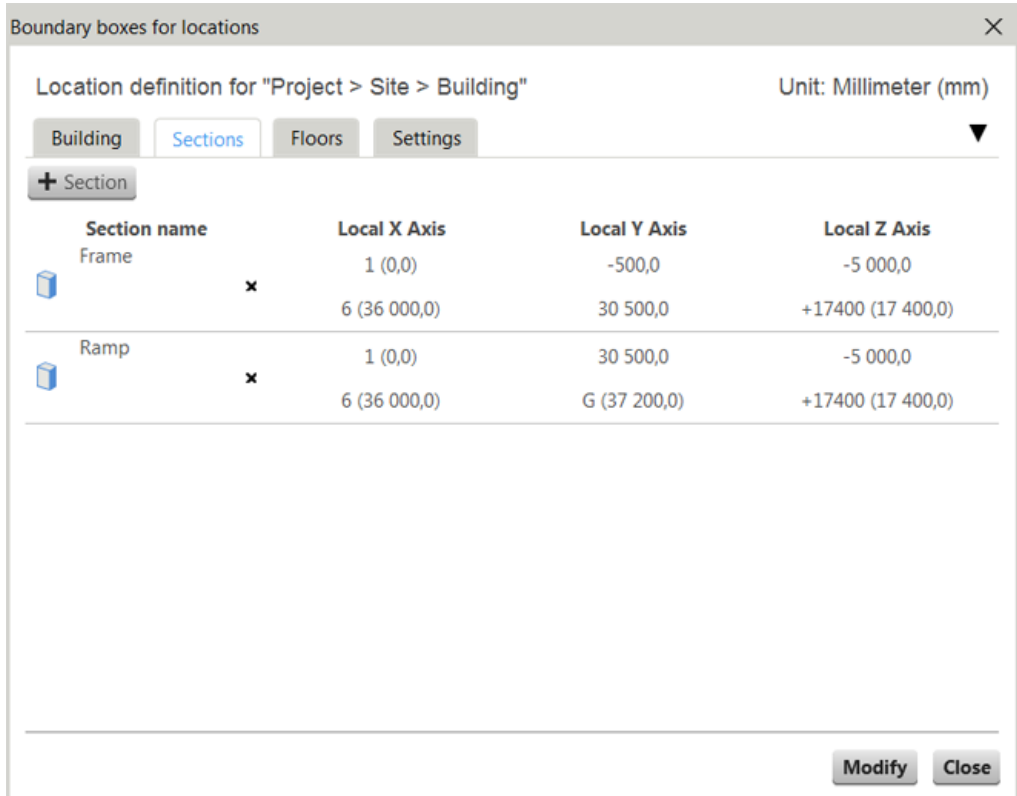 Boundary boxes for locations
Location definition for "Project > Site > Building" Unit: Millimeter (mm)
Building Sections Floors Settings
+ Section
Section name Local X Axis Local Y Axis Local Z Axis
Frame
1 (0,0) -500,0 -5 000,0
6 (36 000,0) 30 500,0 +17400 (17 400,0)
Ramp
1 (0,0) 30 500,0 -5 000,0
6 (36 000,0) G (37 200,0) +17400 (17 400,0)
Modify Close